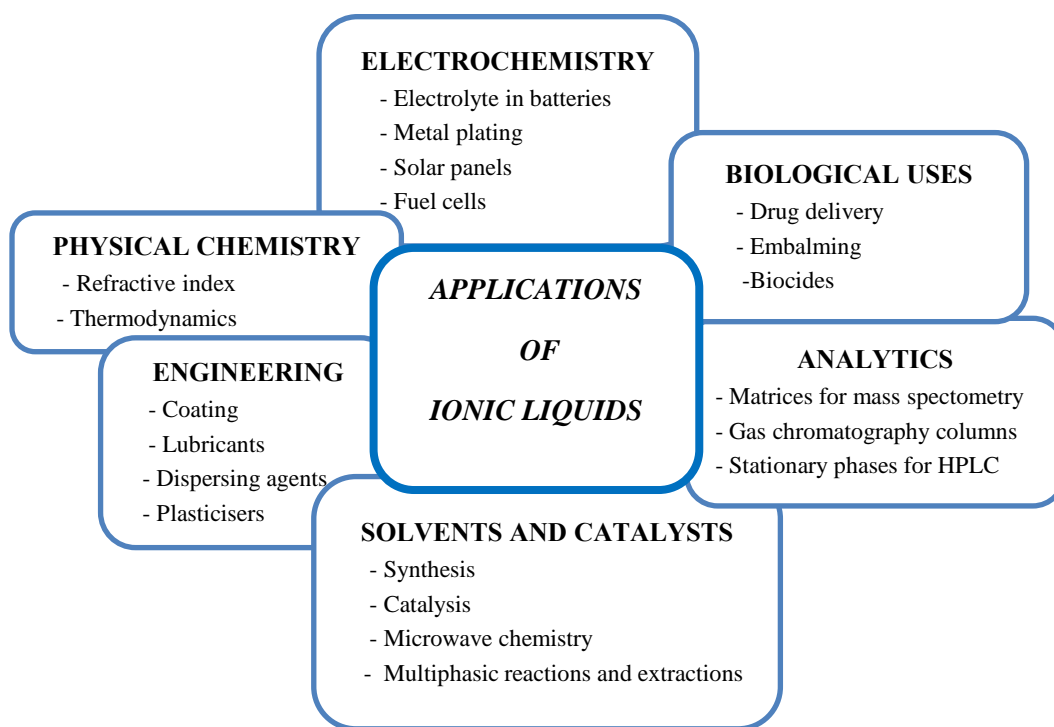 ELECTROCHEMISTRY
- Electrolyte in batteries
- Metal plating
- Solar panels
- Fuel cells
BIOLOGICAL USES
- Drug delivery
- Embalming
-Biocides
PHYSICAL CHEMISTRY
- Refractive index
- Thermodynamics
APPLICATIONS
OF
IONIC LIQUIDS
ENGINEERING
- Coating
- Lubricants
- Dispersing agents
- Plasticisers
ANALYTICS
- Matrices for mass spectometry
- Gas chromatography columns
- Stationary phases for HPLC
SOLVENTS AND CATALYSTS
- Synthesis
- Catalysis
- Microwave chemistry
- Multiphasic reactions and extractions